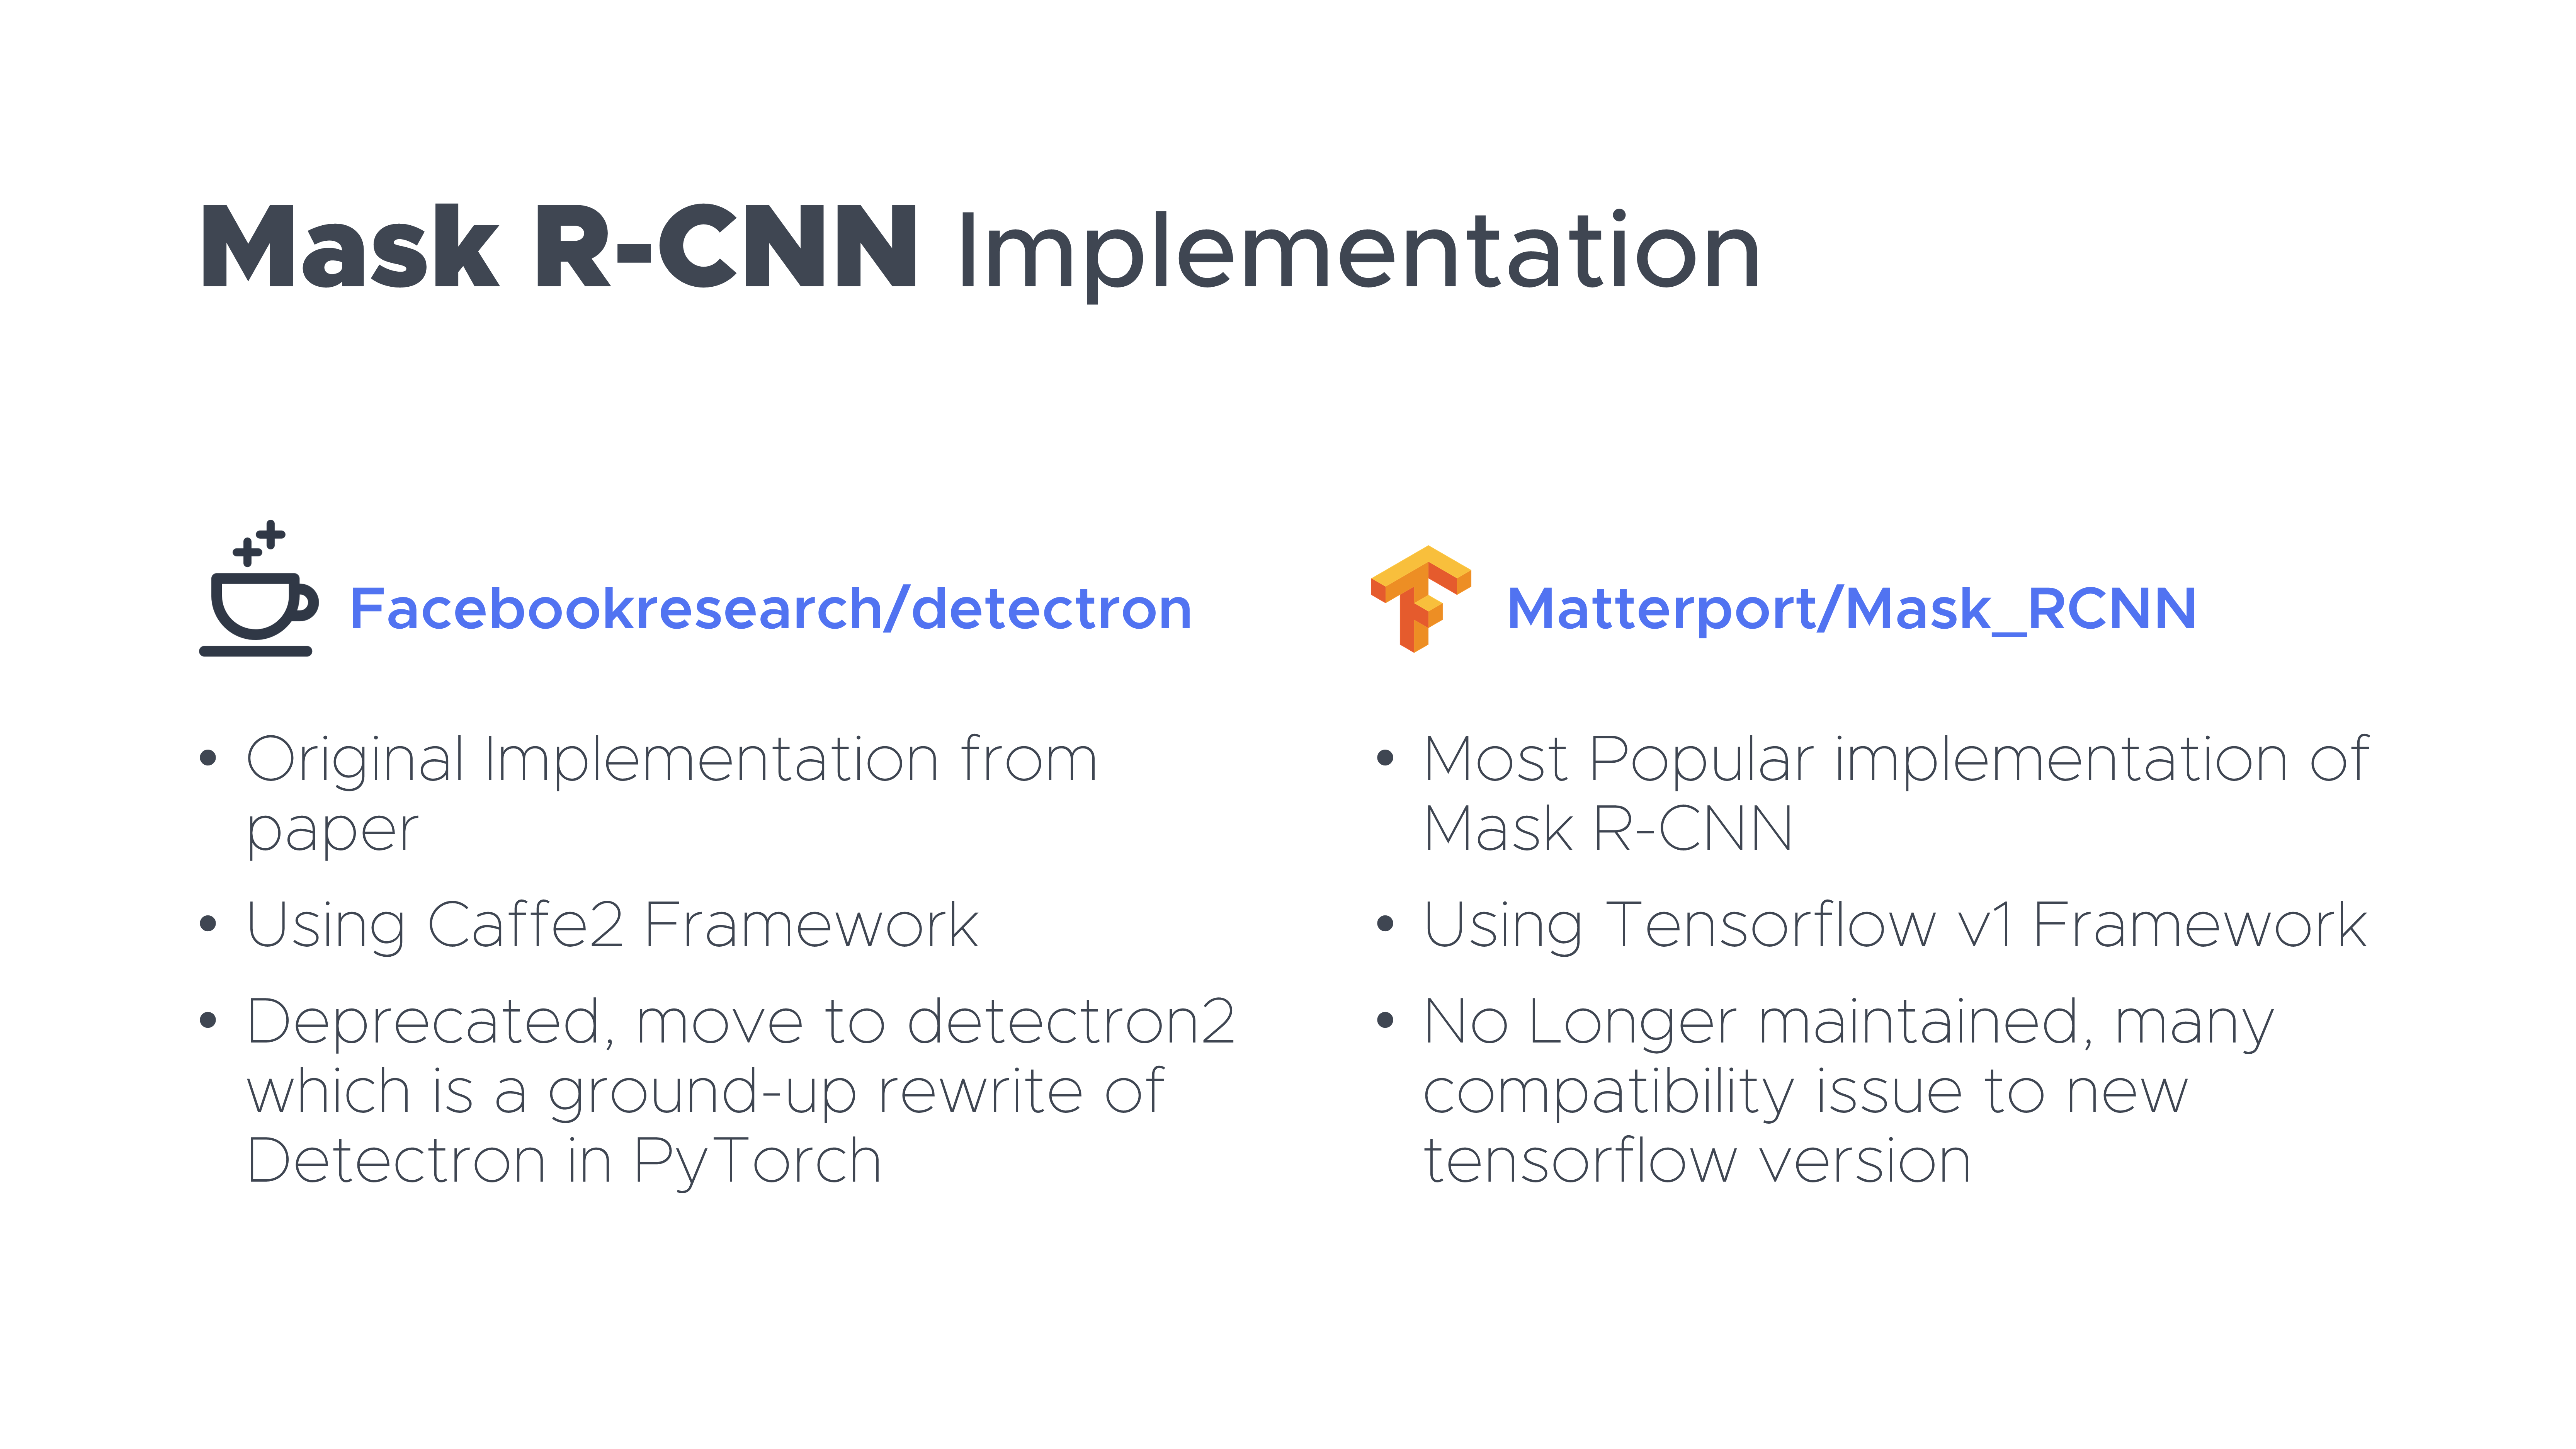 Mask R-CNN Implementation
Facebookresearch/detectron
• Original Implementation from
paper
• Using Caffe2 Framework
• Deprecated, move to detectron2
which is a ground-up rewrite of
Detectron in PyTorch
Matterport/Mask_RCNN
• Most Popular implementation of
Mask R-CNN
• Using Tensorflow v1 Framework
• No Longer maintained, many
compatibility issue to new
tensorflow version